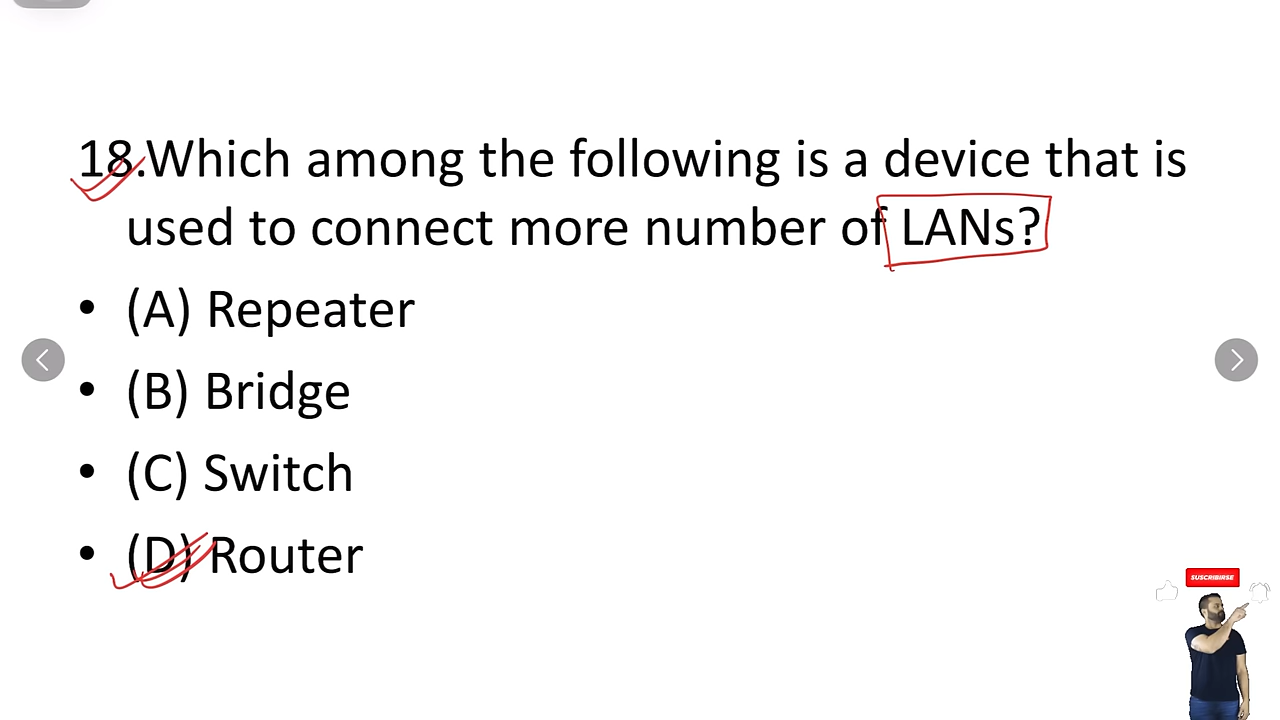 18.Which among the following is a device that is
used to connect more number of LANs?
• (A) Repeater
• (B) Bridge
• (C) Switch
• (D) Router
SUSCRIBIRSE